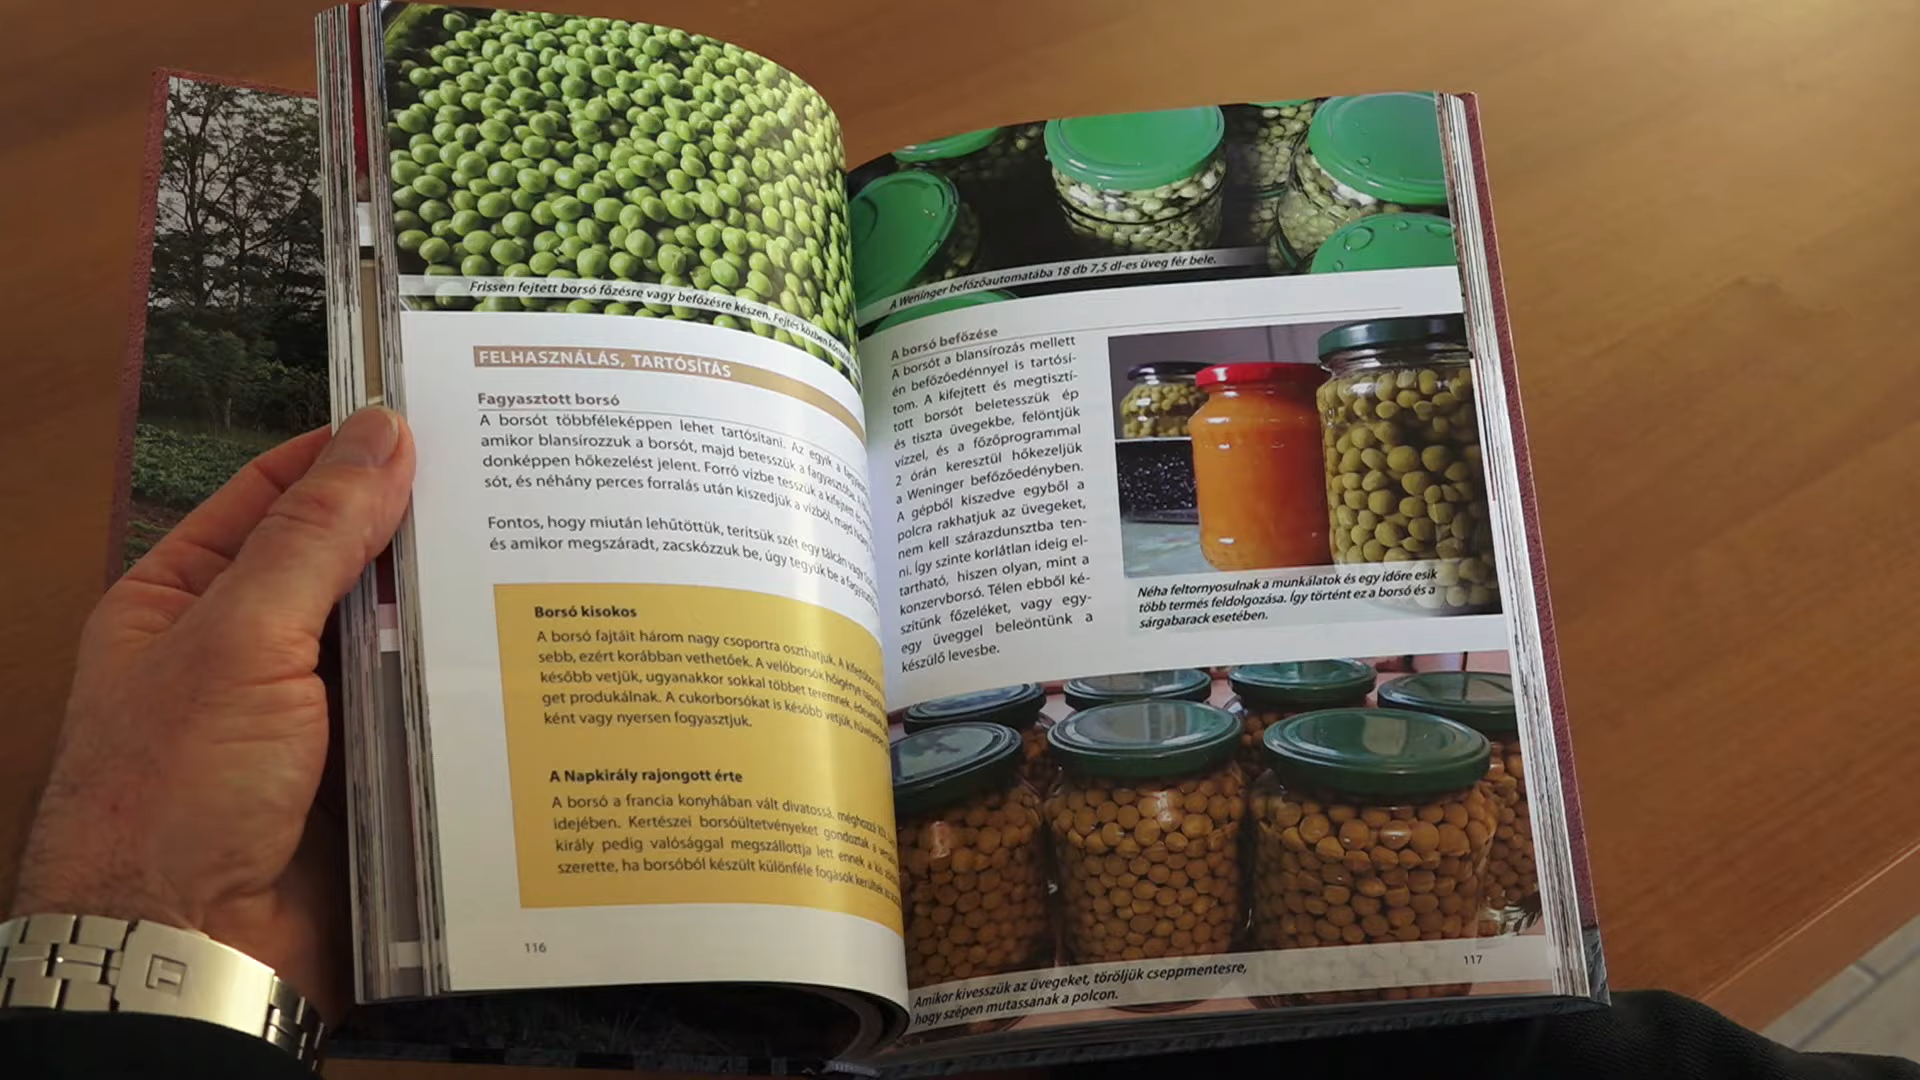 Frissen fejtett borsó főzésre vagy befőzésre készen. Fejtés közben
FELHASZNÁLÁS, TARTÓSÍTÁS
Fagyasztott borsó
A borsót többféleképpen lehet tartósítani. Az egyik a
amikor blansírozzuk a borsót, majd betesszük a fagyasztóba. A
donképpen hőkezelést jelent. Forró vízbe tesszük a kifejtett
sót, és néhány perces forralás után kiszedjük a vízből, majd
Fontos, hogy miután lehűtöttük, terítsük szét egy tálcán vagy
és amikor megszáradt, zacskózzuk be, úgy tegyük be a
Borsó kisokos
A borsó fajtáit három nagy csoportra oszthatjuk. A
sebb, ezért korábban vethetőek. A velőborsók hőigénye
később vetjük, ugyanakkor sokkal többet teremnek,
get produkálnak. A cukorborsókat is később vetjük,
ként vagy nyersen fogyasztjuk.
A Napkirály rajongott érte
A borsó a francia konyhában vált divatossá, méghozzá
idejében. Kertészei borsóültetvényeket gondoztak a
király pedig valósággal megszállottja lett ennek a kis
szerette, ha borsóból készült különféle fogások kerültek az
116
A Weninger befőzőautomatába 18 db 7,5 dl-es üveg fér bele.
A borsó befőzése
A borsót a blansírozás mellett
én befőzőedénnyel is tartósí-
tom. A kifejtett és megtisztí-
tott borsót beletesszük ép
és tiszta üvegekbe, felöntjük
vízzel, és a főzőprogrammal
2 órán keresztül hőkezeljük
a Weninger befőzőedényben.
A gépből kiszedve egyből a
polcra rakhatjuk az üvegeket,
nem kell szárazdunsztba ten-
ni. Így szinte korlátlan ideig el-
tartható, hiszen olyan, mint a
konzervborsó. Télen ebből ké-
szítünk főzeléket, vagy egy-
egy üveggel beleöntünk a
készülő levesbe.
Néha feltornyosulnak a munkálatok és egy időre esik
több termés feldolgozása. Így történt ez a borsó és a
sárgabarack esetében.
Amikor kivesszük az üvegeket, töröljük cseppmentesre,
hogy szépen mutassanak a polcon.
117